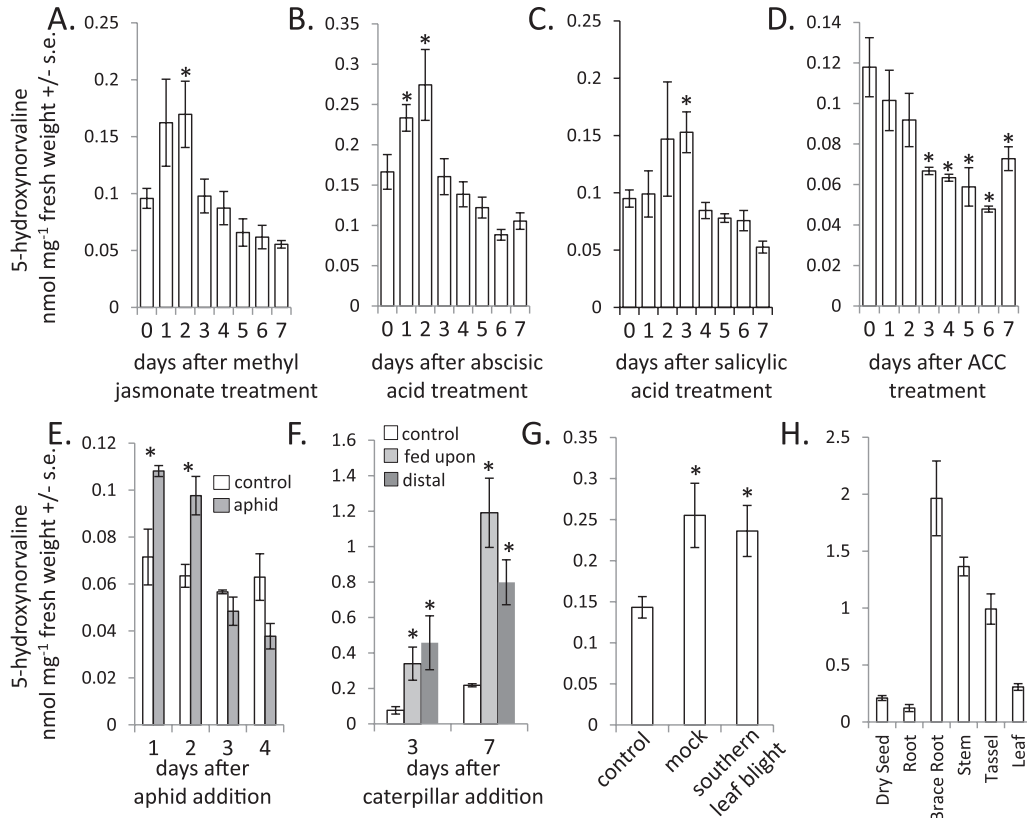 A.
B.
C.
D.
5-hydroxynorvaline
nmol mg-1 fresh weight +/- s.e.
0.25
0.2
0.15
0.1
0.05
0
*
0 1 2 3 4 5 6 7
days after methyl
jasmonate treatment
0.35
0.3
0.25
0.2
0.15
0.1
0.05
0
* *
0 1 2 3 4 5 6 7
days after abscisic
acid treatment
0.25
0.2
0.15
0.1
0.05
0
*
0 1 2 3 4 5 6 7
days after salicylic
acid treatment
0.14
0.12
0.1
0.08
0.06
0.04
0.02
0
* * * * *
0 1 2 3 4 5 6 7
days after ACC
treatment
E.
F.
G.
H.
5-hydroxynorvaline
nmol mg-1 fresh weight +/- s.e.
0.12
0.1
0.08
0.06
0.04
0.02
0
* *
control
aphid
1 2 3 4
days after
aphid addition
1.6
1.4
1.2
1
0.8
0.6
0.4
0.2
0
control
fed upon
distal
* * * *
3 7
days after
caterpillar addition
0.35
0.3
0.25
0.2
0.15
0.1
0.05
0
* *
control
mock
southern
leaf blight
2.5
2
1.5
1
0.5
0
Dry Seed
Root
Brace Root
Stem
Tassel
Leaf